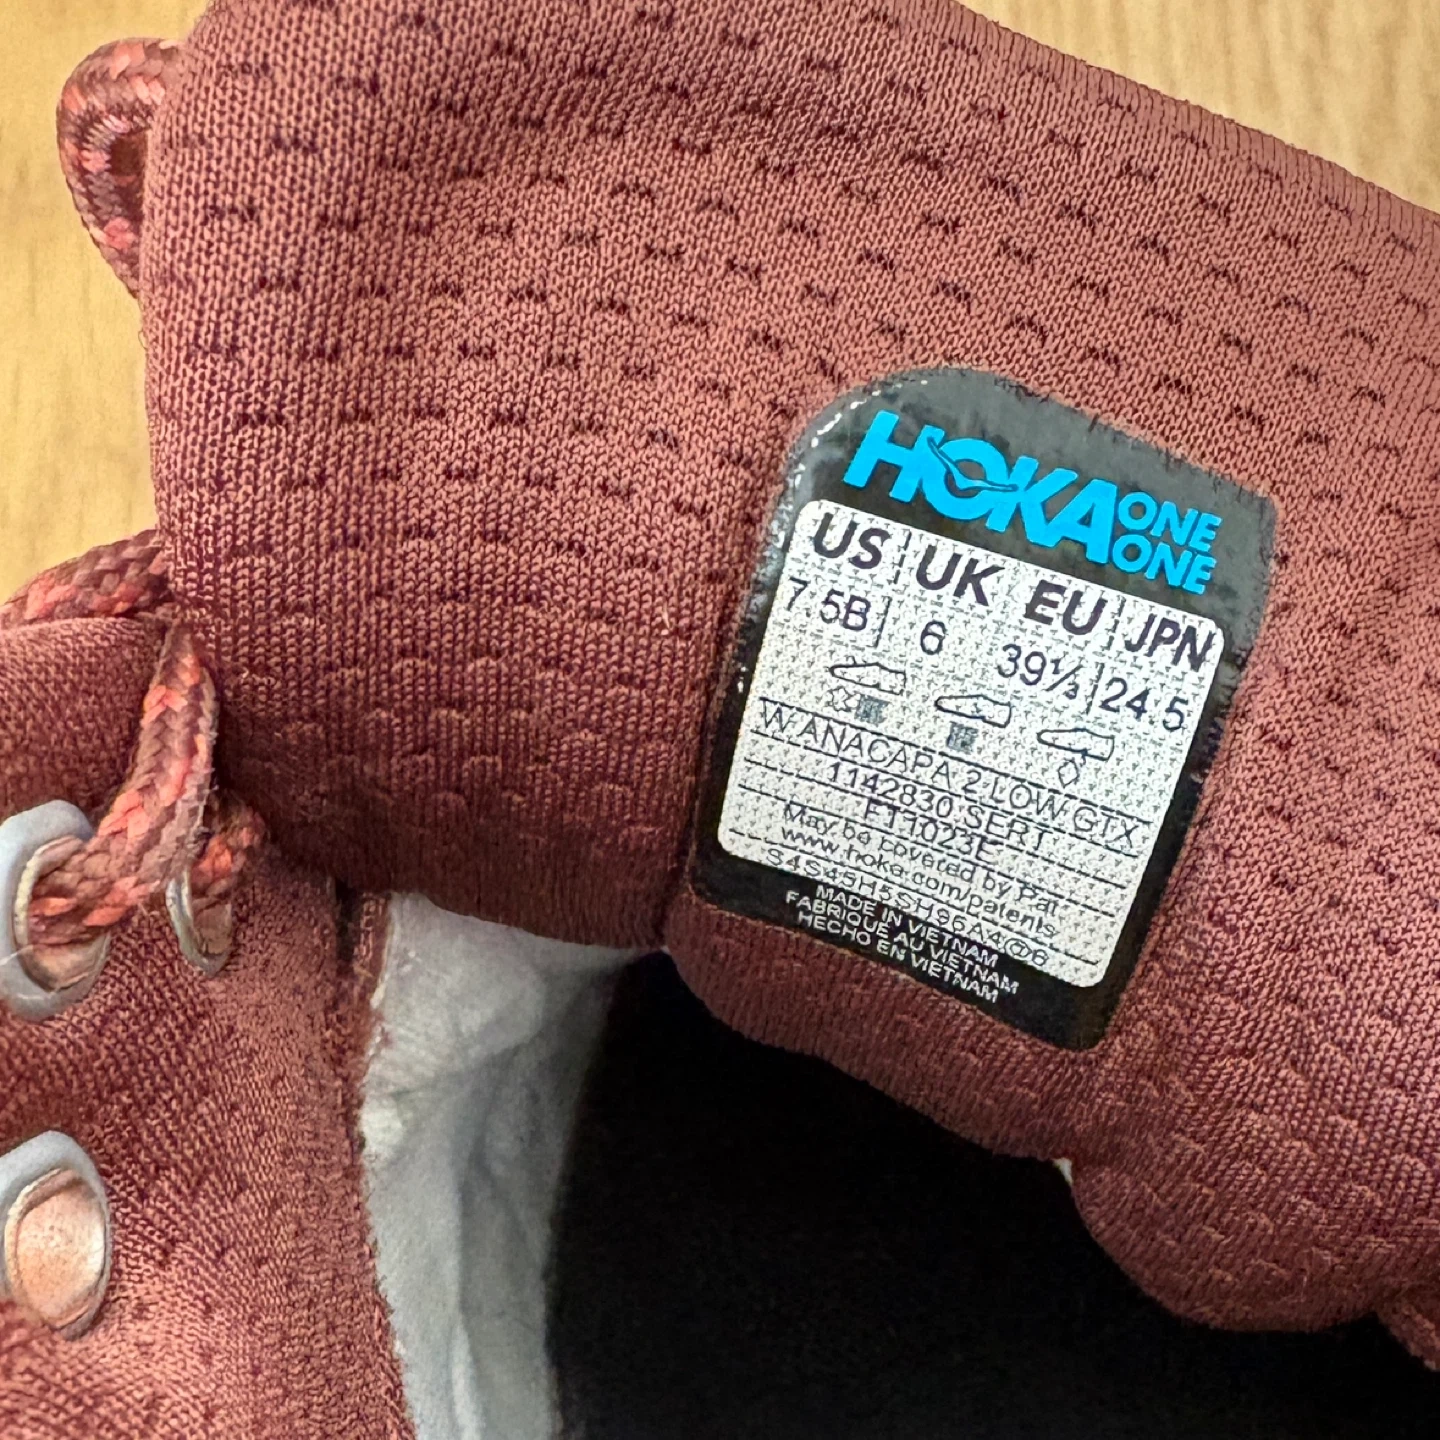 HOKA ONE ONE
US UK EU JPN
7.5B 6 39⅓ 24.5
W ANACAPA 2 LOW GTX
1142830 SERT
FT1023E
May be covered by Pat
www.hoka.com/patents
MADE IN VIETNAM
FABRIQUE AU VIETNAM
HECHO EN VIETNAM